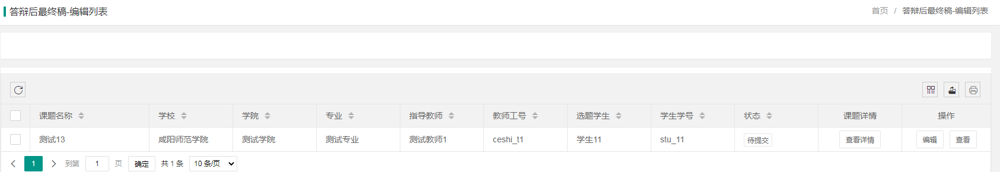 答辩后最终稿-编辑列表
首页 / 答辩后最终稿-编辑列表
课题名称 学校 学院 专业 指导教师 教师工号 选题学生 学生学号 状态 课题详情 操作
测试13 咸阳师范学院 测试学院 测试专业 测试教师1 ceshi_t1 学生11 stu_11 待提交 查看详情 编辑 查看
1 到第 1 页 确定 共 1 条 10 条/页